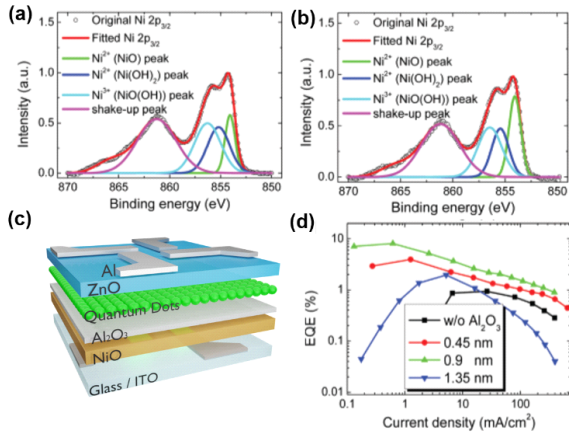 (a)
Original Ni 2p3/2
Fitted Ni 2p3/2
Ni2+ (NiO) peak
Ni2+ (Ni(OH)2) peak
Ni3+ (NiO(OH)) peak
shake-up peak
Intensity (a.u.)
1.0
0.5
0.0
870 865 860 855 850
Binding energy (eV)
(b)
Original Ni 2p3/2
Fitted Ni 2p3/2
Ni2+ (NiO) peak
Ni2+ (Ni(OH)2 peak
Ni3+ (NiO(OH)) peak
shake-up peak
Intensity (a.u.)
1.0
0.5
0.0
870 865 860 855 850
Binding energy (eV)
(c)
Al
ZnO
Quantum Dots
Al2O3
NiO
Glass / ITO
(d)
EQE (%)
100
10
1
0.1
0.01
w/o Al2O3
0.45 nm
0.9 nm
1.35 nm
0.1 1 10 100
Current density (mA/cm2)